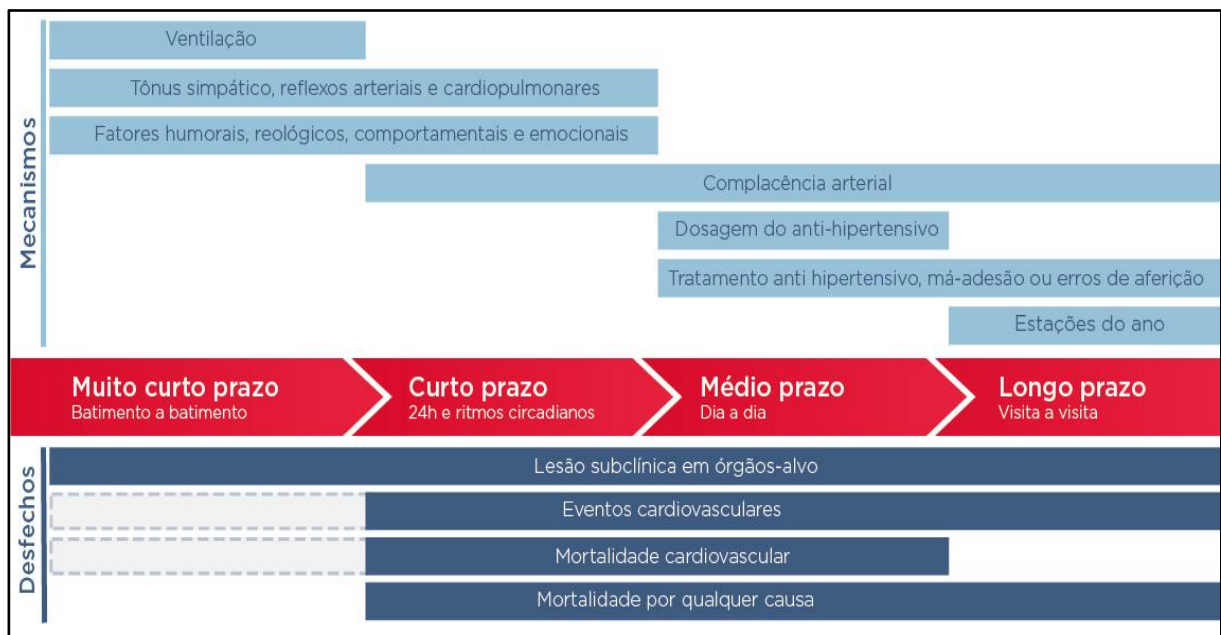 Mecanismos
Ventilação
Tônus simpático, reflexos arteriais e cardiopulmonares
Fatores humorais, reológicos, comportamentais e emocionais
Complacência arterial
Dosagem do anti-hipertensivo
Tratamento anti hipertensivo, má-adesão ou erros de aferição
Estações do ano
Muito curto prazo
Batimento a batimento
Curto prazo
24h e ritmos circadianos
Médio prazo
Dia a dia
Longo prazo
Visita a visita
Desfechos
Lesão subclínica em órgãos-alvo
Eventos cardiovasculares
Mortalidade cardiovascular
Mortalidade por qualquer causa